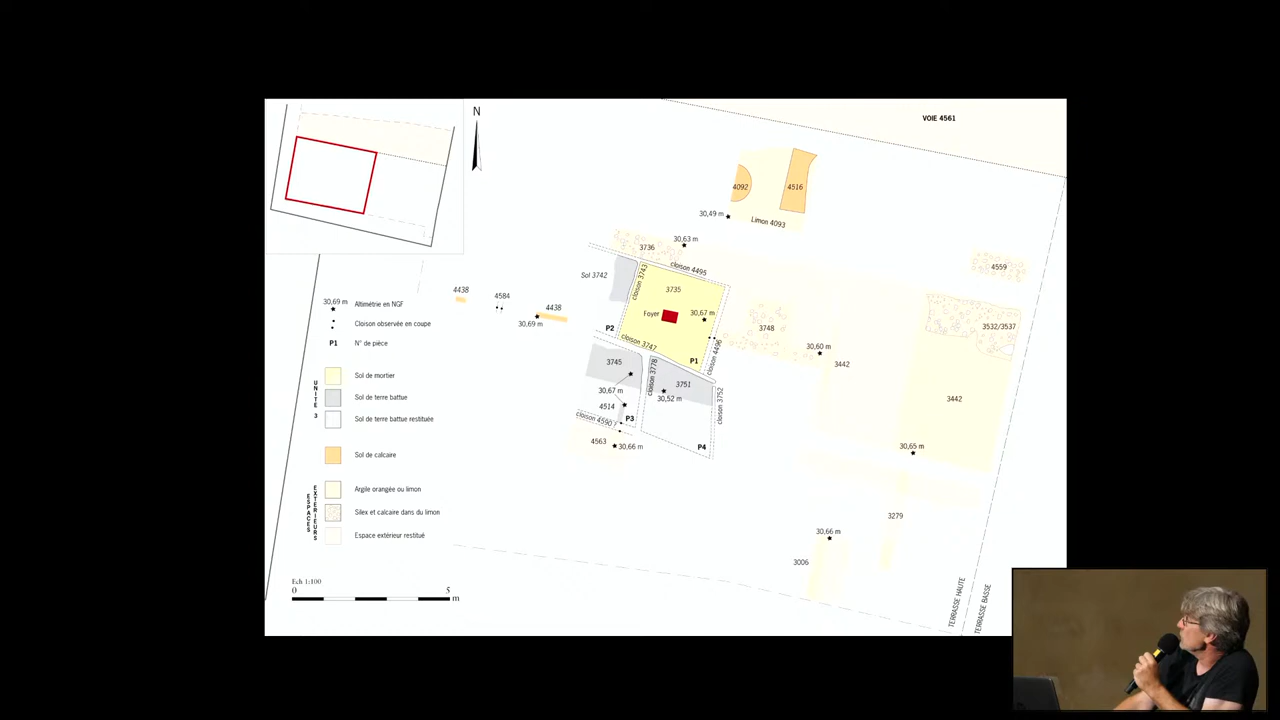 N
VOIE 4561
4092
4516
30,49 m
Limon 4093
3736
30,63 m
cloison 4495
Sol 3742
cloison 3743
3735
4559
4438
4584
4438
30,69 m
Foyer
30,67 m
P2
cloison 3747
P1
cloison 4496
3748
30,60 m
3442
3532/3537
3442
3745
cloison 3778
3751
30,67 m
30,52 m
cloison 3752
4514
cloison 4590
P3
4563
30,66 m
P4
30,65 m
3279
30,66 m
3006
TERRASSE HAUTE
TERRASSE BASSE
30,69 m
Altimétrie en NGF
Cloison observée en coupe
P1
N° de pièce
UNITÉ 3
Sol de mortier
Sol de terre battue
Sol de terre battue restituée
Sol de calcaire
ESPACES EXTERIEURS
Argile orangée ou limon
Silex et calcaire dans du limon
Espace extérieur restitué
Ech 1:100
0 5 m